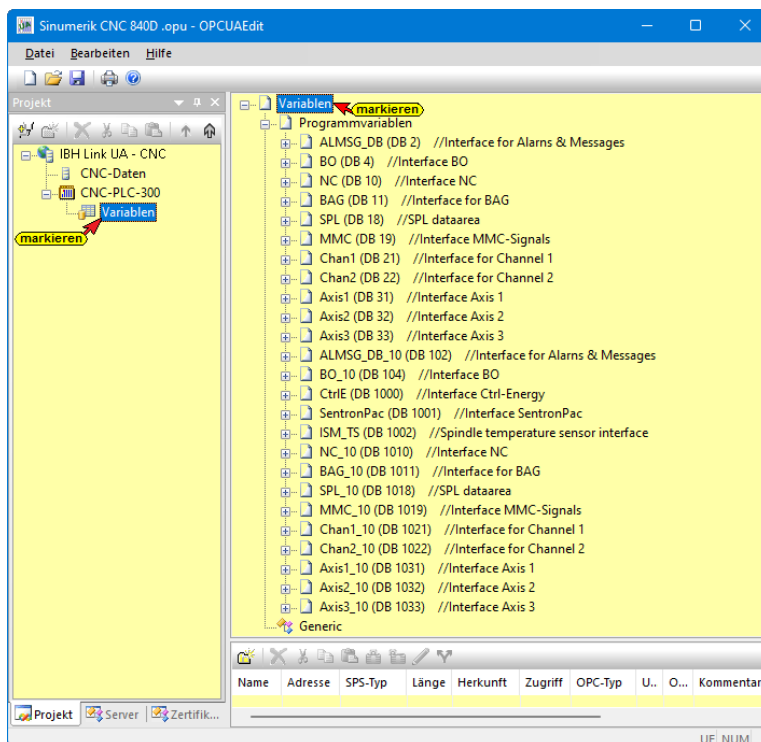 Sinumerik CNC 840D .opu - OPCUAEdit
Datei Bearbeiten Hilfe
Projekt
IBH Link UA - CNC
CNC-Daten
CNC-PLC-300
Variablen
markieren
Variablen markieren
Programmvariablen
ALMSG_DB (DB 2) //Interface for Alarns & Messages
BO (DB 4) //Interface BO
NC (DB 10) //Interface NC
BAG (DB 11) //Interface for BAG
SPL (DB 18) //SPL dataarea
MMC (DB 19) //Interface MMC-Signals
Chan1 (DB 21) //Interface for Channel 1
Chan2 (DB 22) //Interface for Channel 2
Axis1 (DB 31) //Interface Axis 1
Axis2 (DB 32) //Interface Axis 2
Axis3 (DB 33) //Interface Axis 3
ALMSG_DB_10 (DB 102) //Interface for Alarns & Messages
BO_10 (DB 104) //Interface BO
CtrlE (DB 1000) //Interface Ctrl-Energy
SentronPac (DB 1001) //Interface SentronPac
ISM_TS (DB 1002) //Spindle temperature sensor interface
NC_10 (DB 1010) //Interface NC
BAG_10 (DB 1011) //Interface for BAG
SPL_10 (DB 1018) //SPL dataarea
MMC_10 (DB 1019) //Interface MMC-Signals
Chan1_10 (DB 1021) //Interface for Channel 1
Chan2_10 (DB 1022) //Interface for Channel 2
Axis1_10 (DB 1031) //Interface Axis 1
Axis2_10 (DB 1032) //Interface Axis 2
Axis3_10 (DB 1033) //Interface Axis 3
Generic
Name Adresse SPS-Typ Länge Herkunft Zugriff OPC-Typ U.. O... Kommentar
Projekt Server Zertifik...
UF NUM